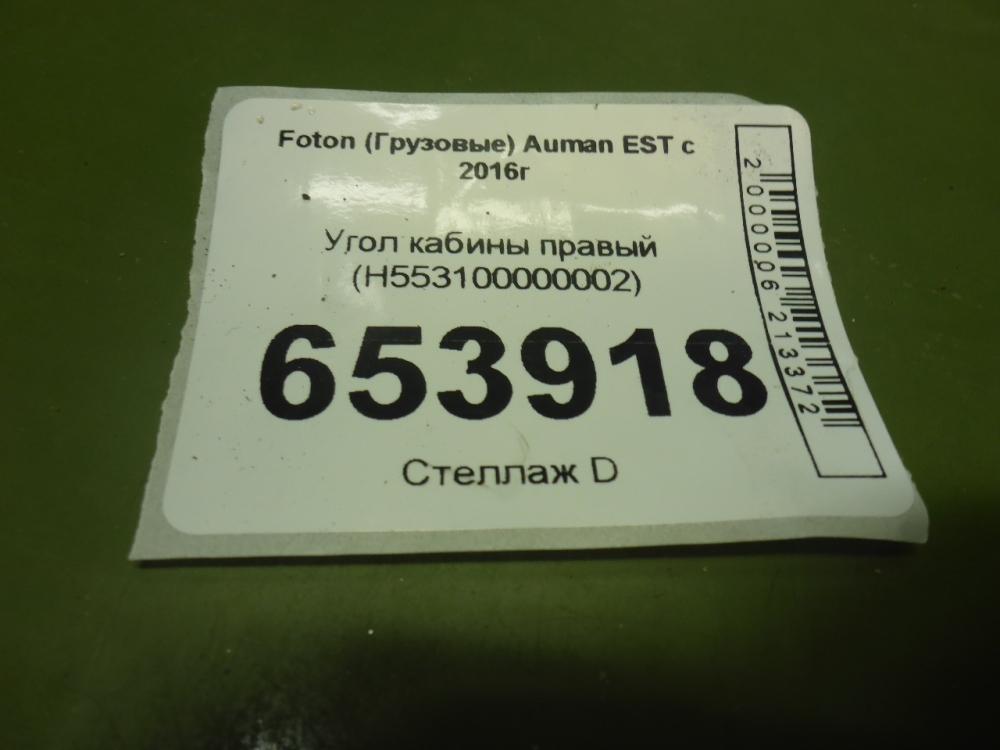 Foton (Грузовые) Auman EST с
2016г
Угол кабины правый
(H553100000002)
653918
Стеллаж D
2000006213372